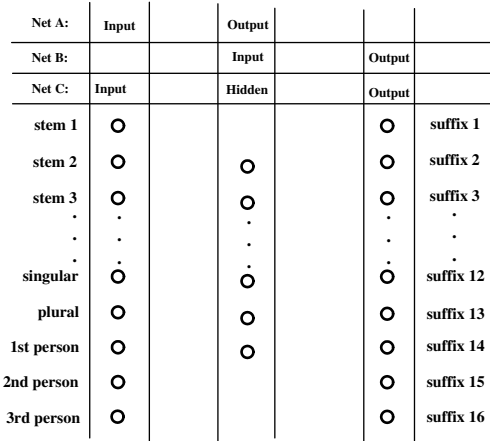 Net A: Input Output
Net B: Input Output
Net C: Input Hidden Output
stem 1 suffix 1
stem 2 suffix 2
stem 3 suffix 3
singular suffix 12
plural suffix 13
1st person suffix 14
2nd person suffix 15
3rd person suffix 16